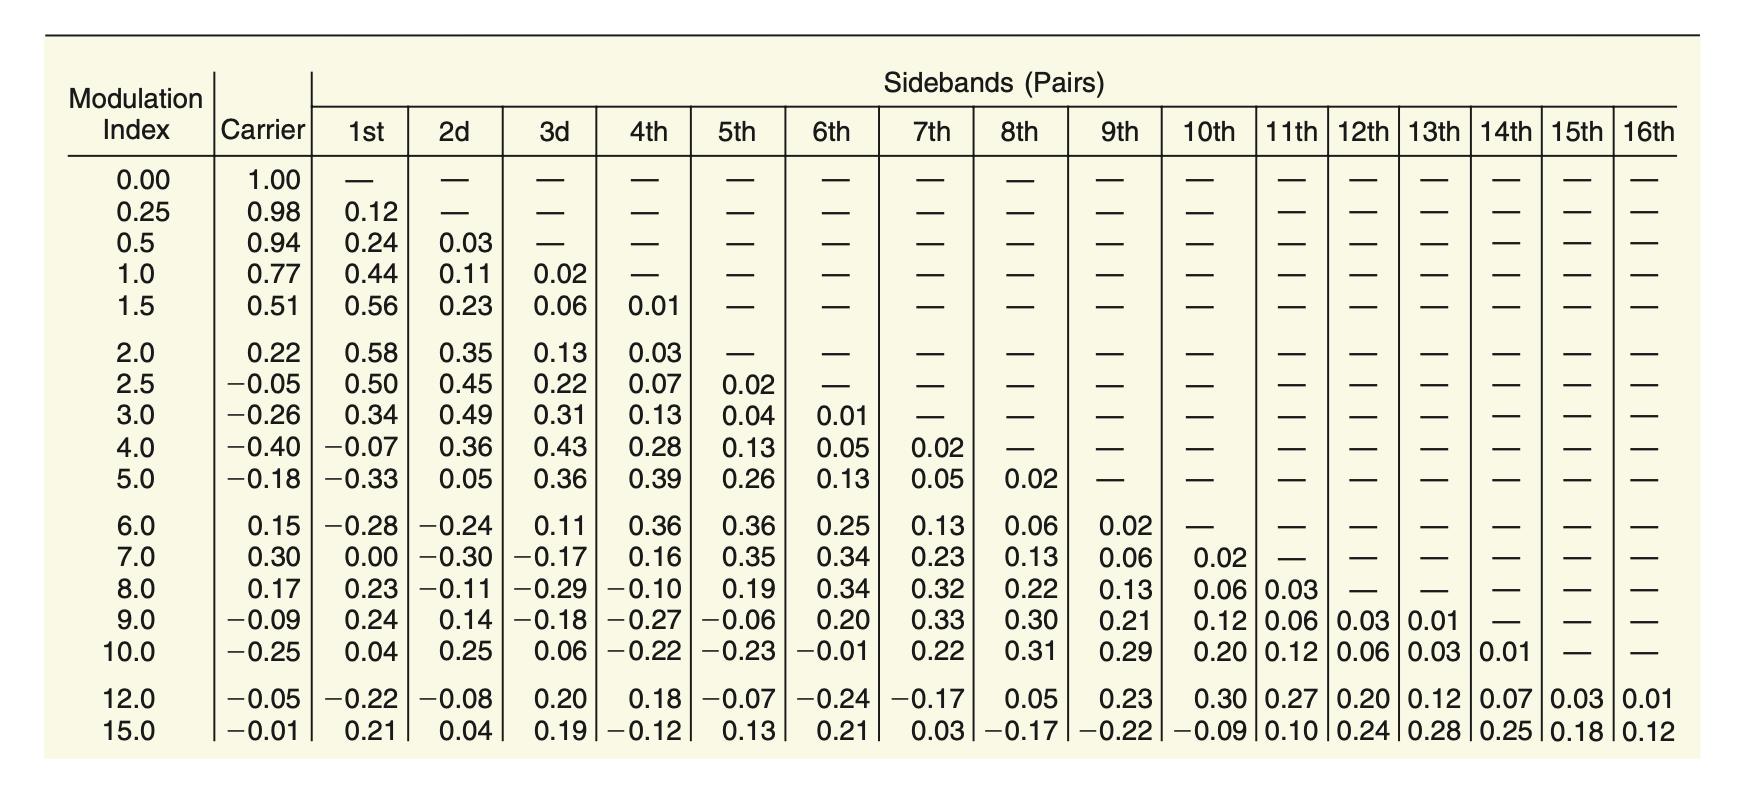 Sidebands (Pairs)
Modulation
Index Carrier 1st 2d 3d 4th 5th 6th 7th 8th 9th 10th 11th 12th 13th 14th 15th 16th
0.00 1.00 — — — — — — — — — — — — — — — —
0.25 0.98 0.12 — — — — — — — — — — — — — — —
0.5 0.94 0.24 0.03 — — — — — — — — — — — — — —
1.0 0.77 0.44 0.11 0.02 — — — — — — — — — — — — —
1.5 0.51 0.56 0.23 0.06 0.01 — — — — — — — — — — — —
2.0 0.22 0.58 0.35 0.13 0.03 — — — — — — — — — — — —
2.5 −0.05 0.50 0.45 0.22 0.07 0.02 — — — — — — — — — — —
3.0 −0.26 0.34 0.49 0.31 0.13 0.04 0.01 — — — — — — — — — —
4.0 −0.40 −0.07 0.36 0.43 0.28 0.13 0.05 0.02 — — — — — — — — —
5.0 −0.18 −0.33 0.05 0.36 0.39 0.26 0.13 0.05 0.02 — — — — — — — —
6.0 0.15 −0.28 −0.24 0.11 0.36 0.36 0.25 0.13 0.06 0.02 — — — — — — —
7.0 0.30 0.00 −0.30 −0.17 0.16 0.35 0.34 0.23 0.13 0.06 0.02 — — — — — —
8.0 0.17 0.23 −0.11 −0.29 −0.10 0.19 0.34 0.32 0.22 0.13 0.06 0.03 — — — — —
9.0 −0.09 0.24 0.14 −0.18 −0.27 −0.06 0.20 0.33 0.30 0.21 0.12 0.06 0.03 0.01 — — —
10.0 −0.25 0.04 0.25 0.06 −0.22 −0.23 −0.01 0.22 0.31 0.29 0.20 0.12 0.06 0.03 0.01 — —
12.0 −0.05 −0.22 −0.08 0.20 0.18 −0.07 −0.24 −0.17 0.05 0.23 0.30 0.27 0.20 0.12 0.07 0.03 0.01
15.0 −0.01 0.21 0.04 0.19 −0.12 0.13 0.21 0.03 −0.17 −0.22 −0.09 0.10 0.24 0.28 0.25 0.18 0.12